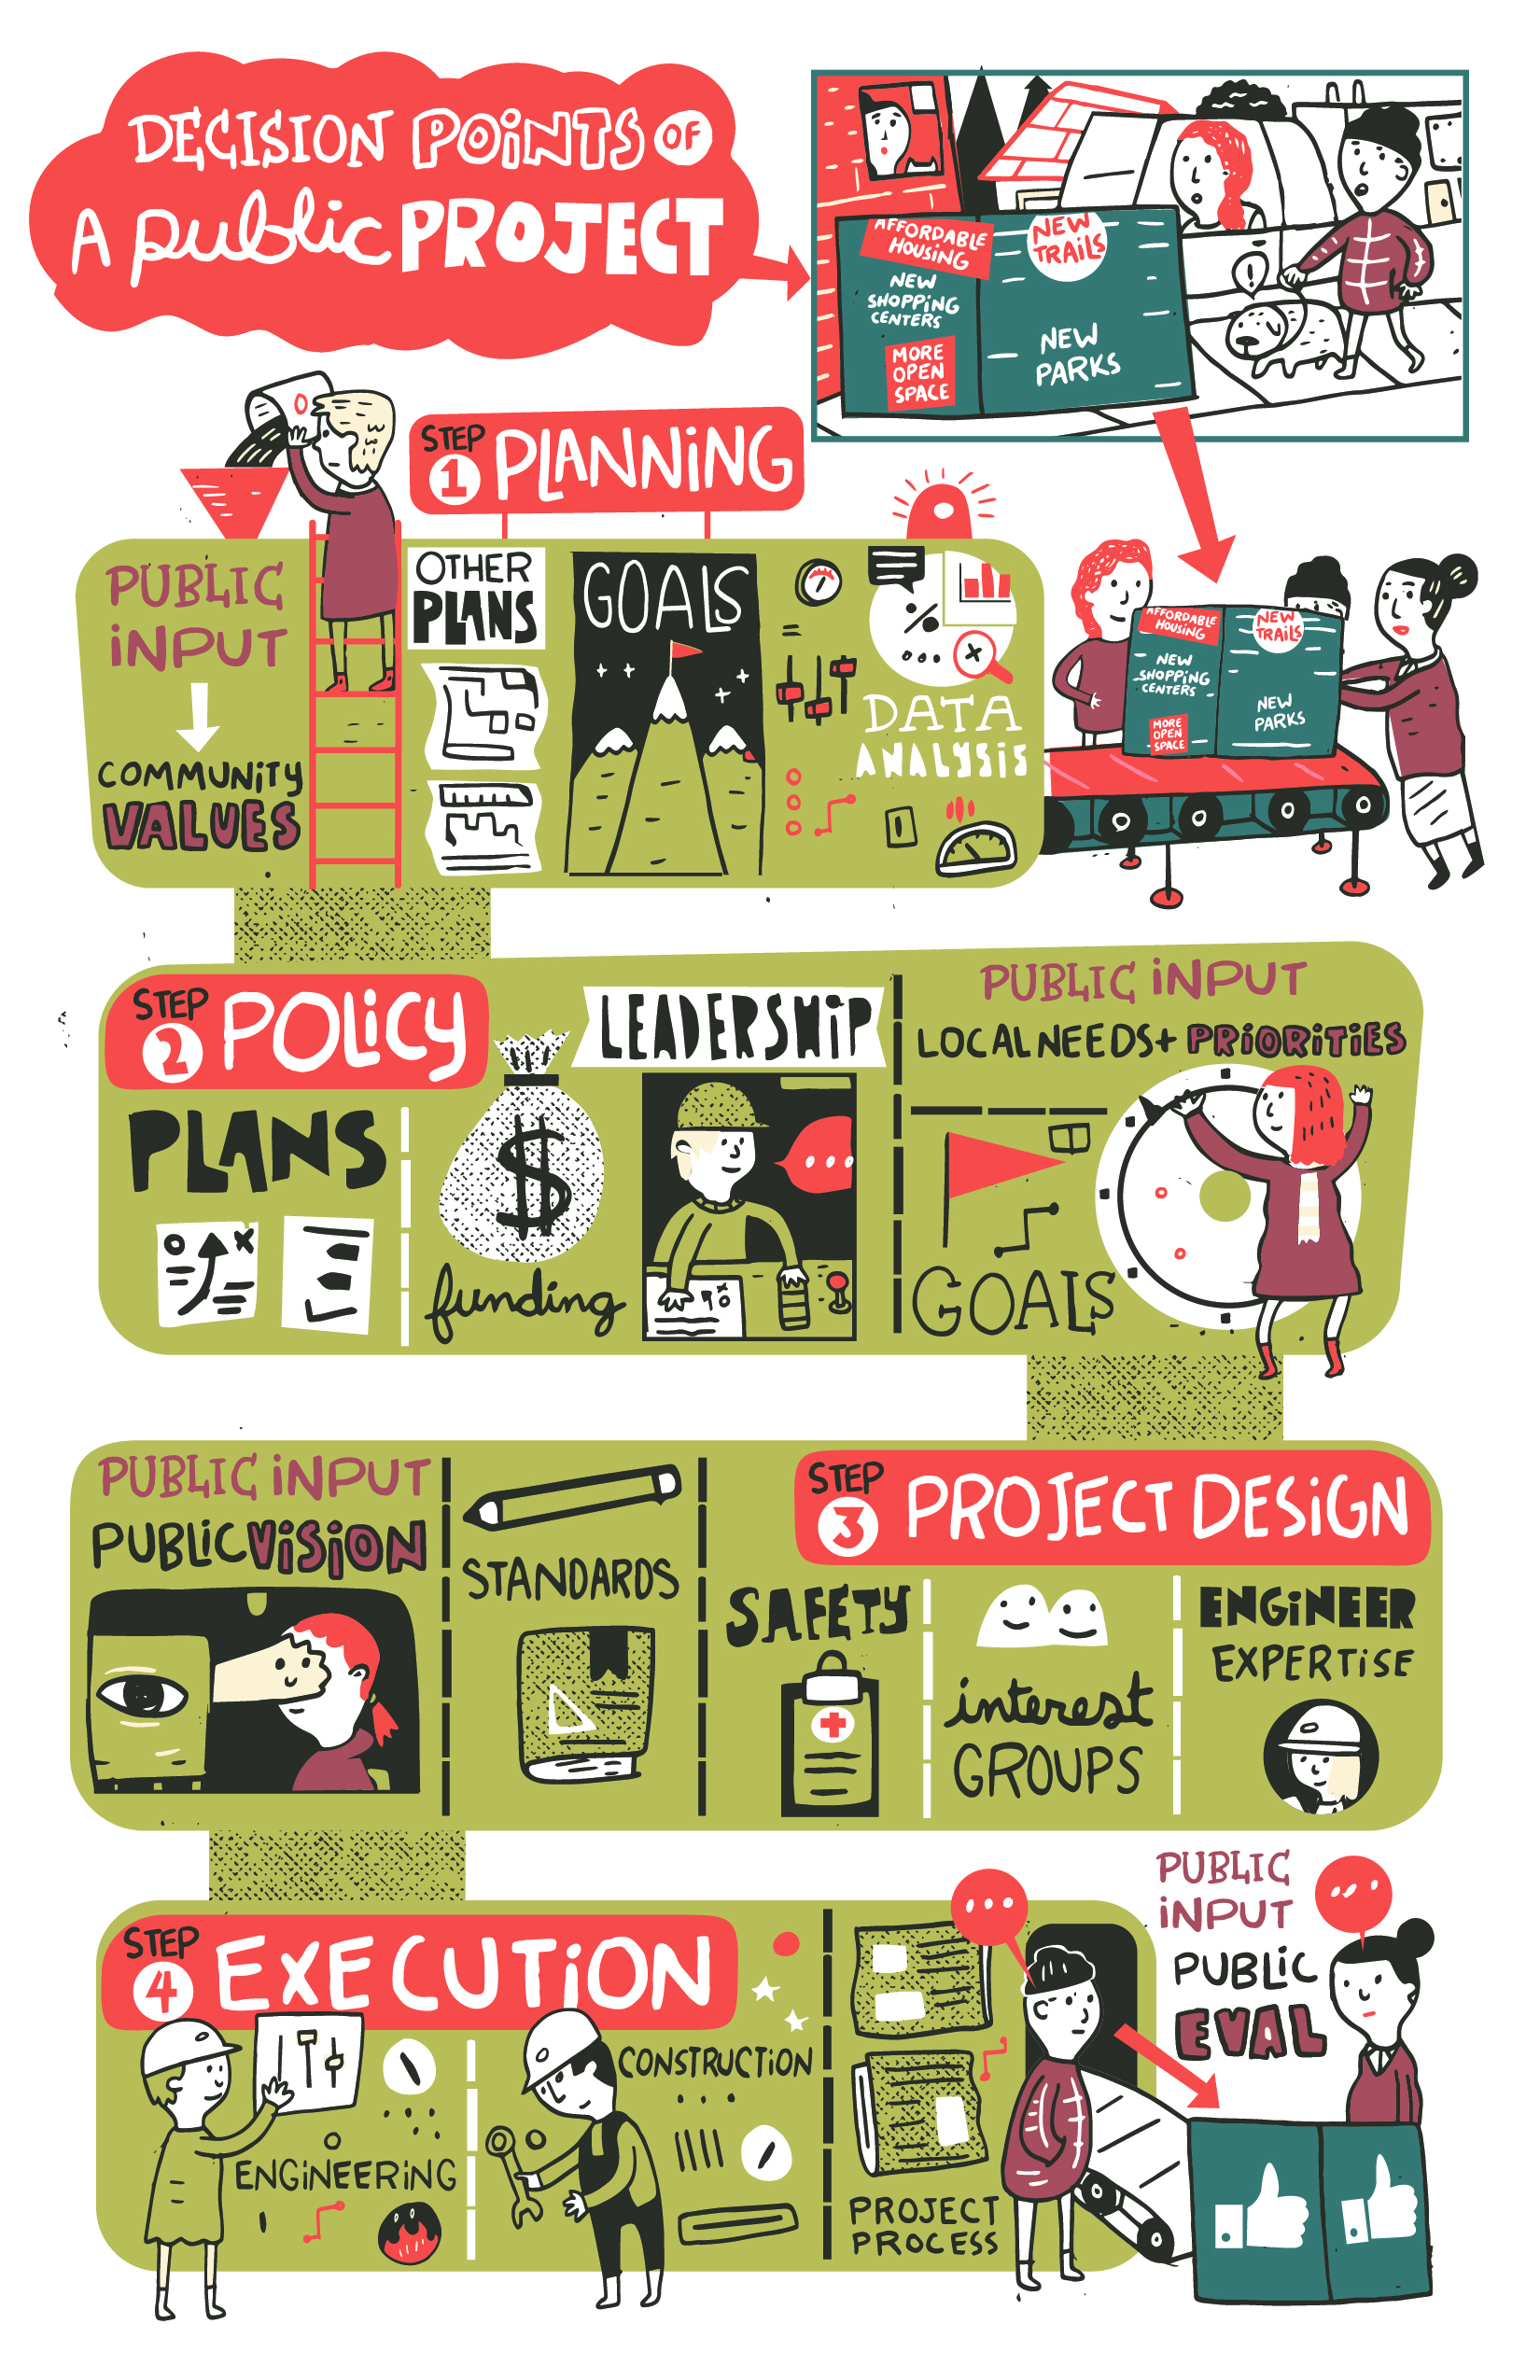 DECISION POINTS OF
A public PROJECT
AFFORDABLE
HOUSING
NEW
SHOPPING
CENTERS
MORE
OPEN
SPACE
NEW
TRAILS
NEW
PARKS
!
STEP
1 PLANNING
PUBLIC
INPUT
COMMUNITY
VALUES
OTHER
PLANS
GOALS
DATA
ANALYSIS
AFFORDABLE
HOUSING
NEW
SHOPPING
CENTERS
MORE
OPEN
SPACE
NEW
TRAILS
NEW
PARKS
STEP
2 POLICY
PLANS
$
funding
LEADERSHIP
PUBLIC INPUT
LOCAL NEEDS + PRIORITIES
GOALS
STEP
3 PROJECT DESIGN
PUBLIC INPUT
PUBLIC VISION
STANDARDS
SAFETY
interest
GROUPS
ENGINEER
EXPERTISE
STEP
4 EXECUTION
ENGINEERING
CONSTRUCTION
PROJECT
PROCESS
PUBLIC
INPUT
PUBLIC
EVAL